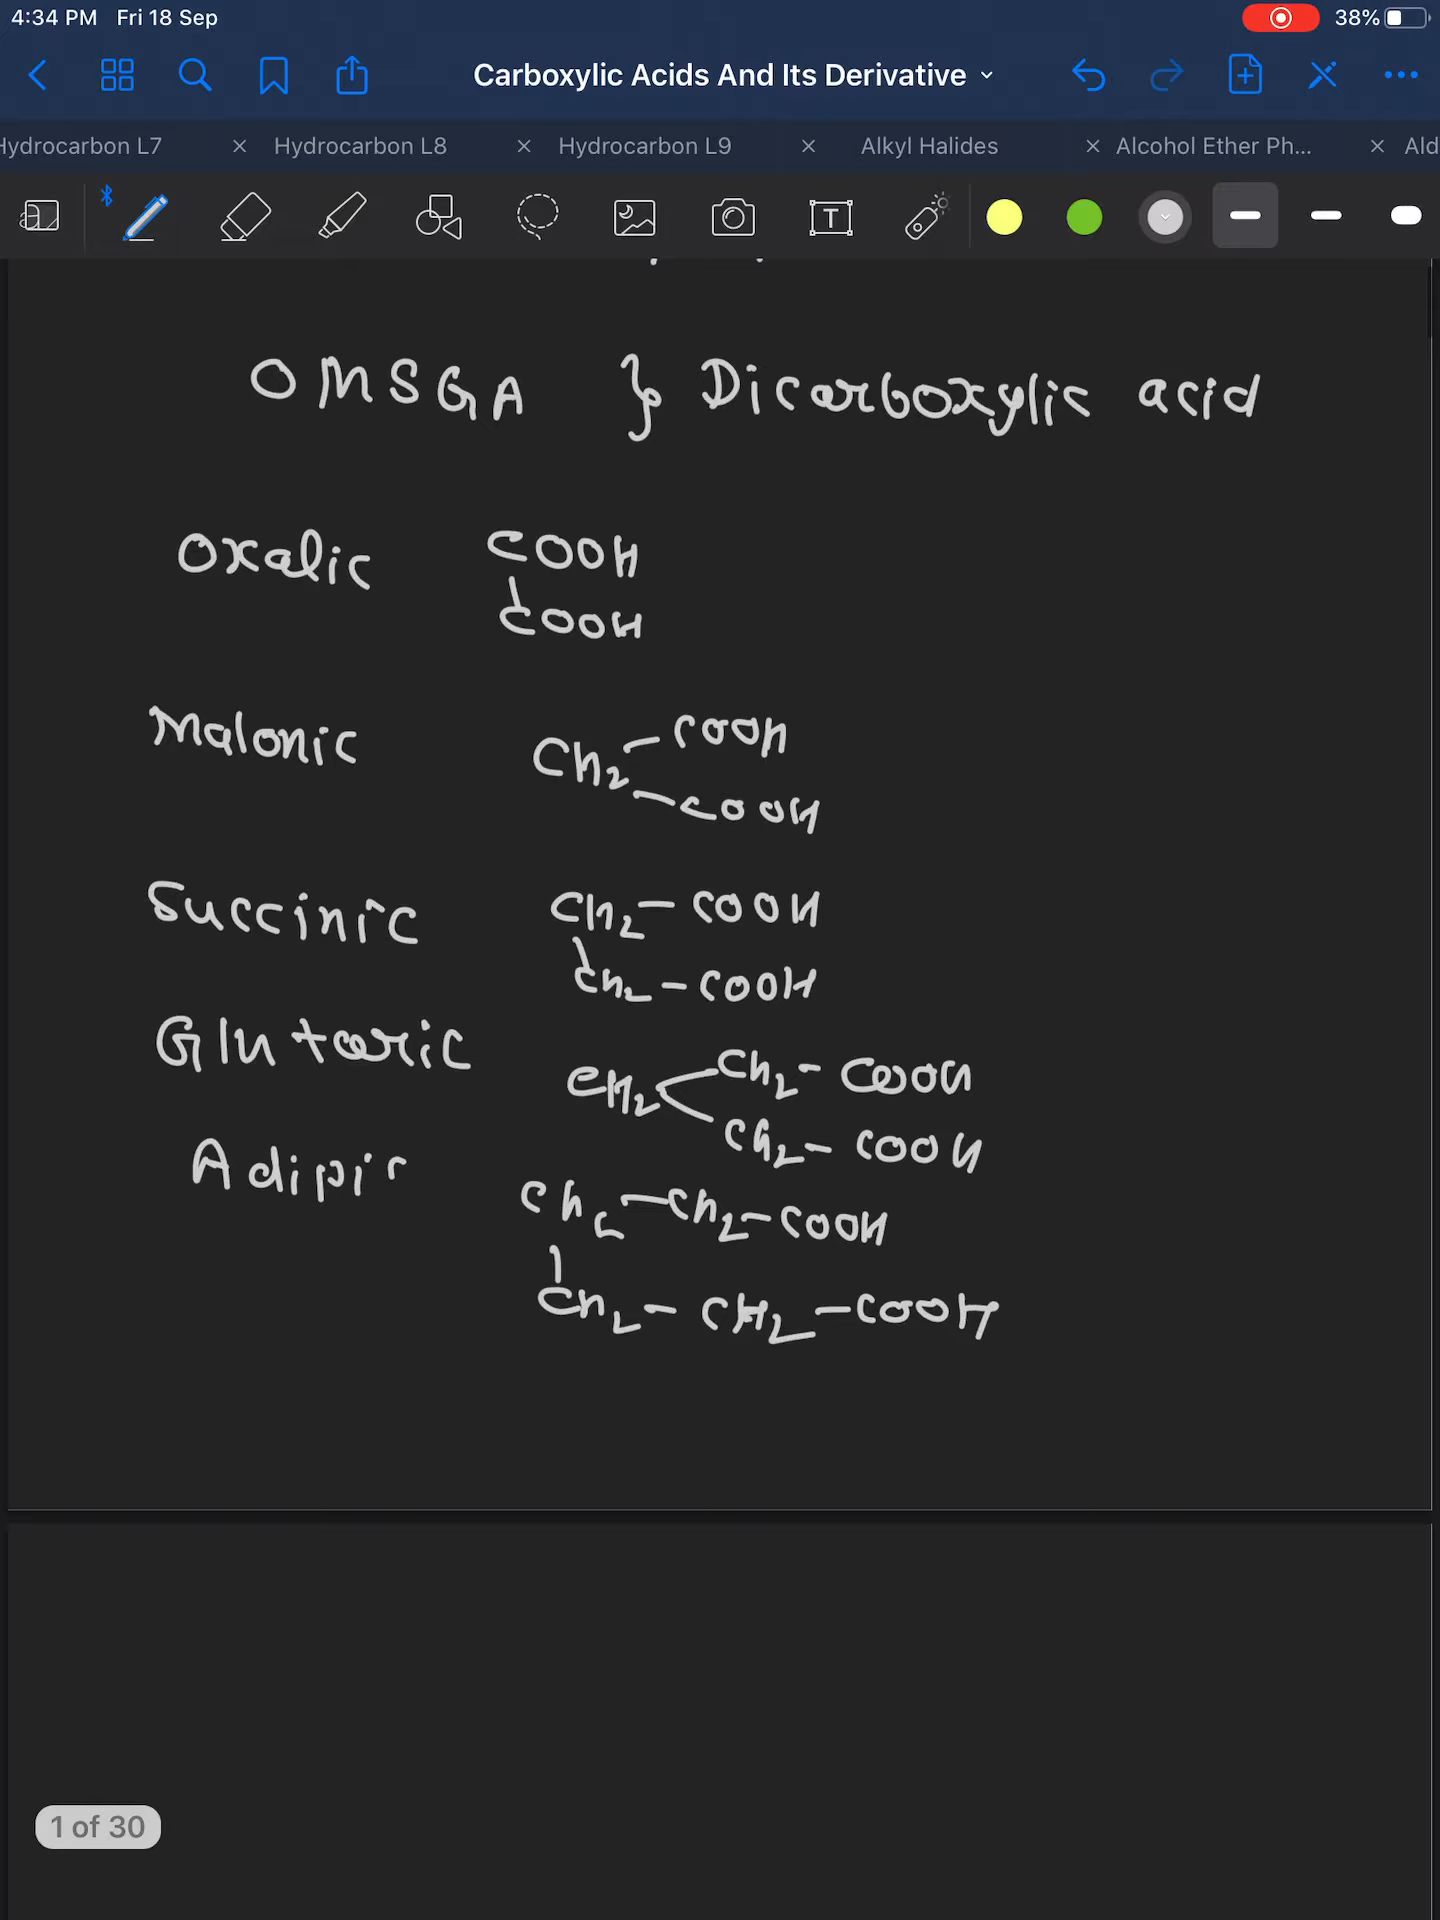 4:34 PM Fri 18 Sep 38%
Carboxylic Acids And Its Derivative
Hydrocarbon L7 × Hydrocarbon L8 × Hydrocarbon L9 × Alkyl Halides × Alcohol Ether Ph... × Ald
OMSGA } Dicarboxylic acid
Oxalic COOH
COOH
Malonic CH2 - COOH
- COOH
Succinic CH2 - COOH
CH2 - COOH
Glutaric CH2 CH2 - COOH
CH2 - COOH
Adipic CH2 - CH2 - COOH
CH2 - CH2 - COOH
1 of 30